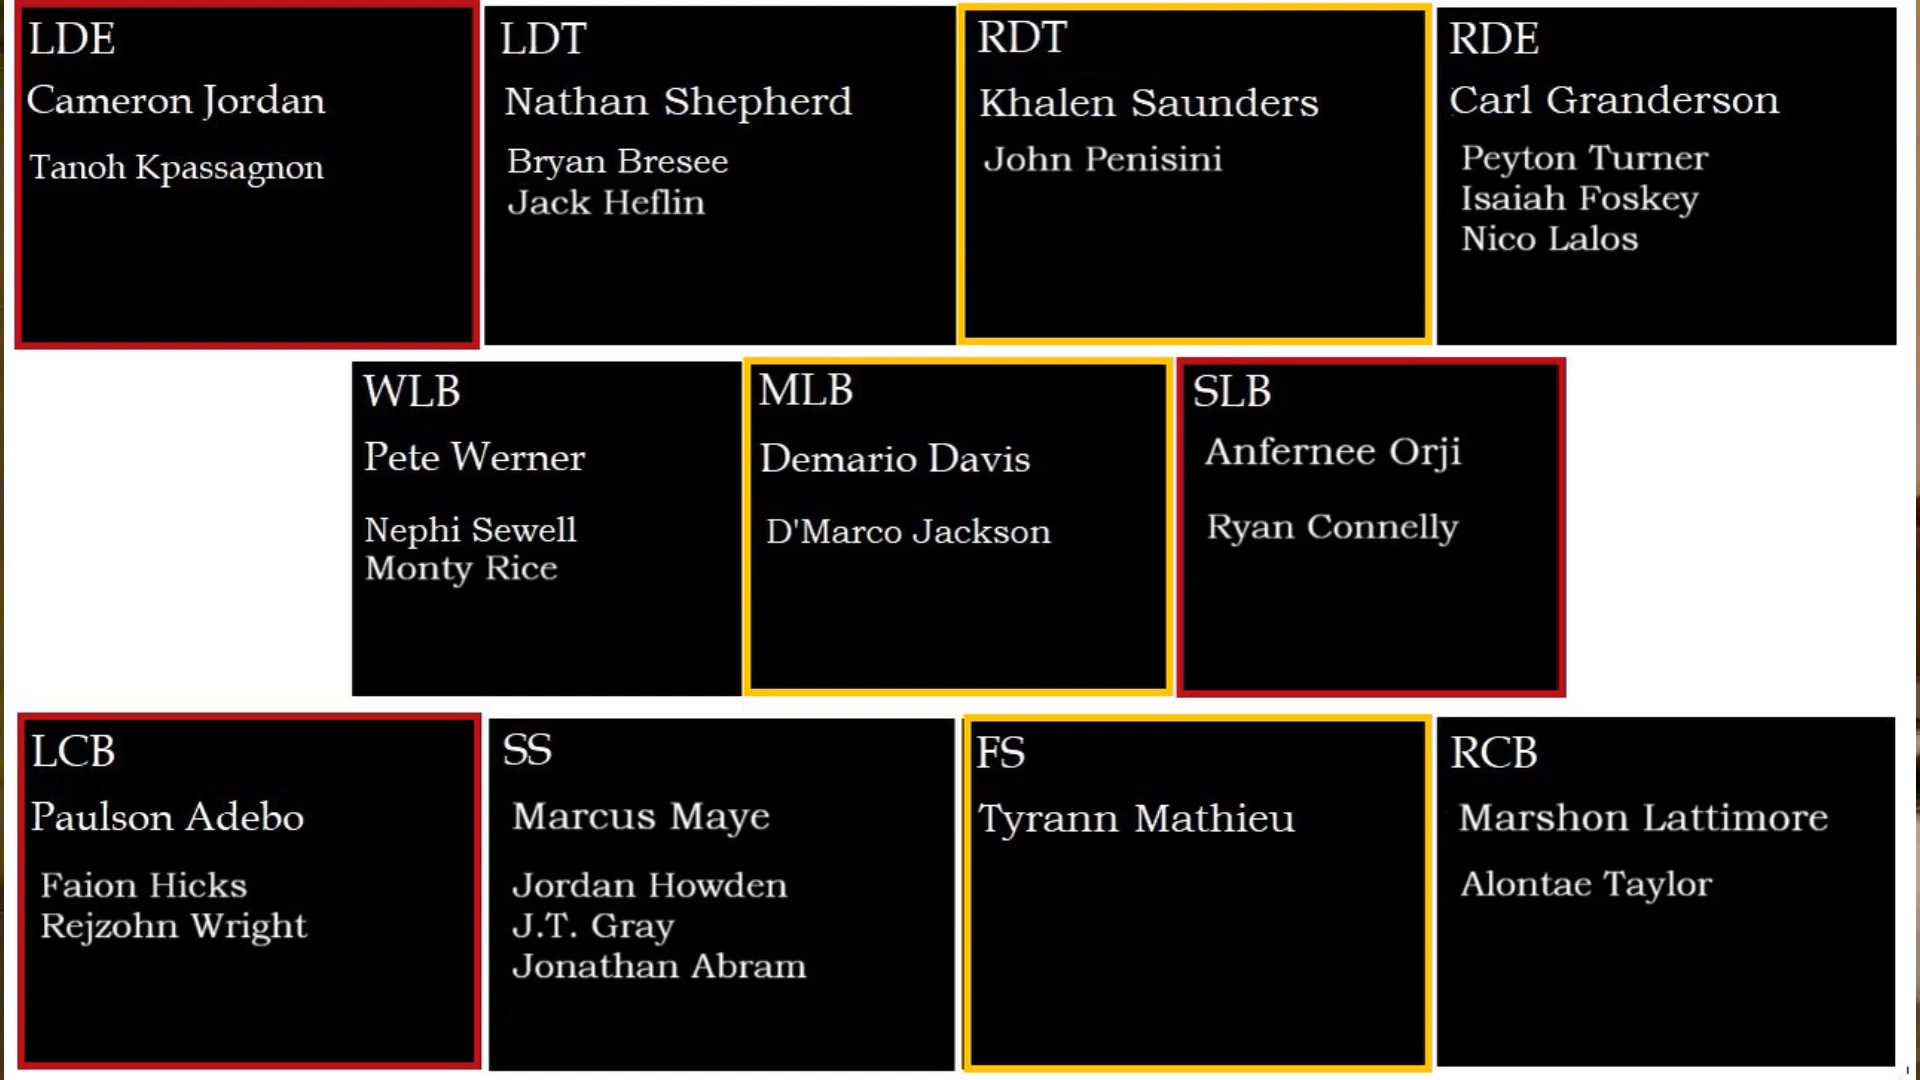 LDE
Cameron Jordan
Tanoh Kpassagnon
LDT
Nathan Shepherd
Bryan Bresee
Jack Heflin
RDT
Khalen Saunders
John Penisini
RDE
Carl Granderson
Peyton Turner
Isaiah Foskey
Nico Lalos
WLB
Pete Werner
Nephi Sewell
Monty Rice
MLB
Demario Davis
D'Marco Jackson
SLB
Anfernee Orji
Ryan Connelly
LCB
Paulson Adebo
Faion Hicks
Rejzohn Wright
SS
Marcus Maye
Jordan Howden
J.T. Gray
Jonathan Abram
FS
Tyrann Mathieu
RCB
Marshon Lattimore
Alontae Taylor